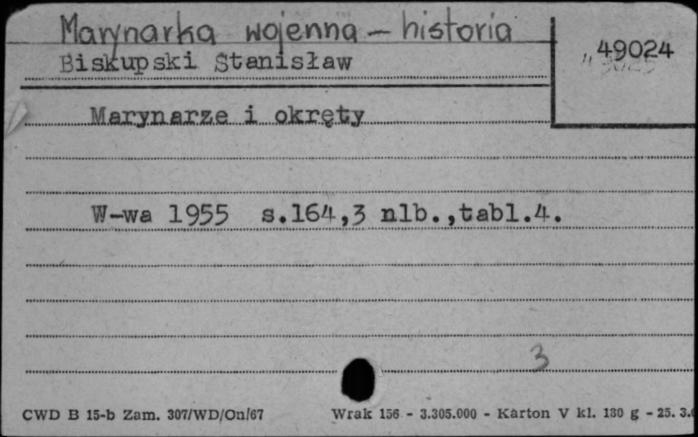 Marynarka wojenna - historia
49024
Biskupski Stanisław
Marynarze i okręty
W-wa 1955 s.164,3 nlb.,tabl.4.
3
CWD B 15-b Zam. 307/WD/On/67 Wrak 156 - 3.305.000 - Karton V kl. 180 g - 25. 3.